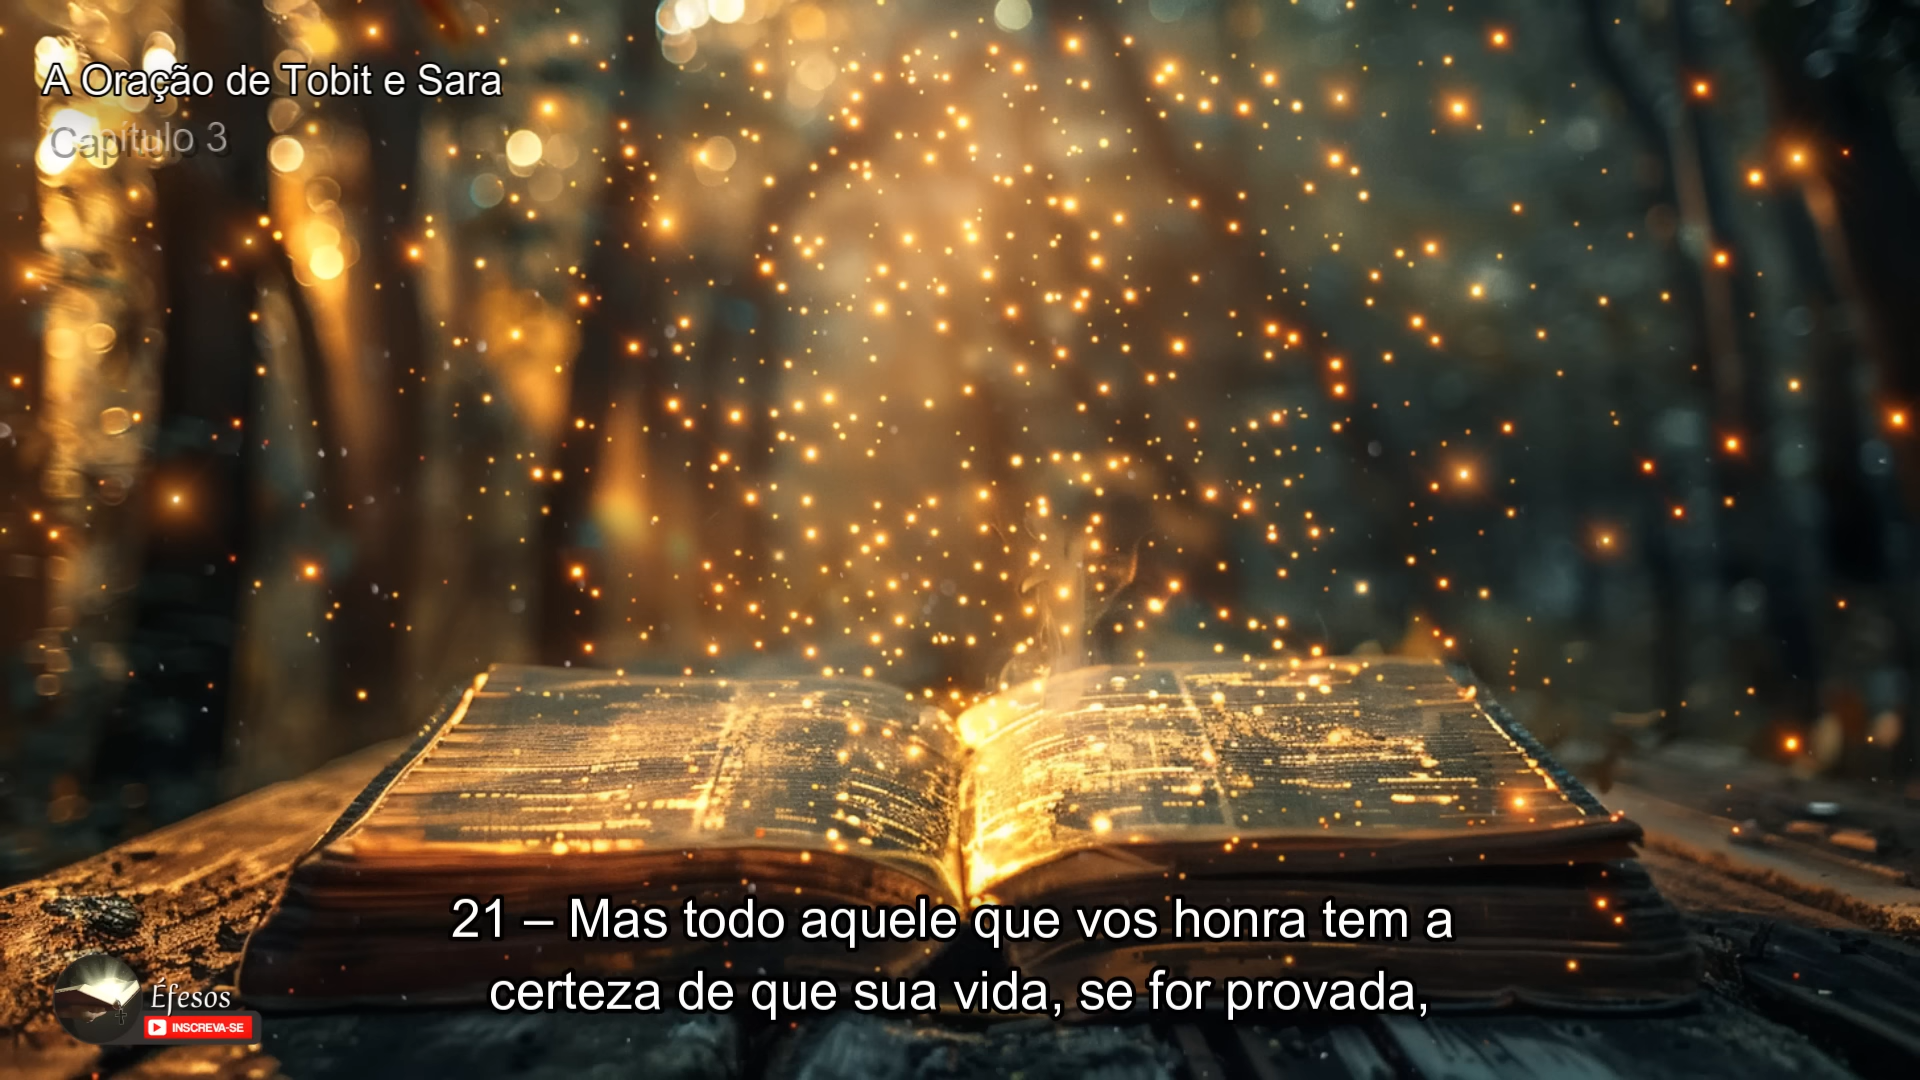 A Oração de Tobit e Sara
Capítulo 3
21 – Mas todo aquele que vos honra tem a
certeza de que sua vida, se for provada,
Éfesos
INSCREVA-SE